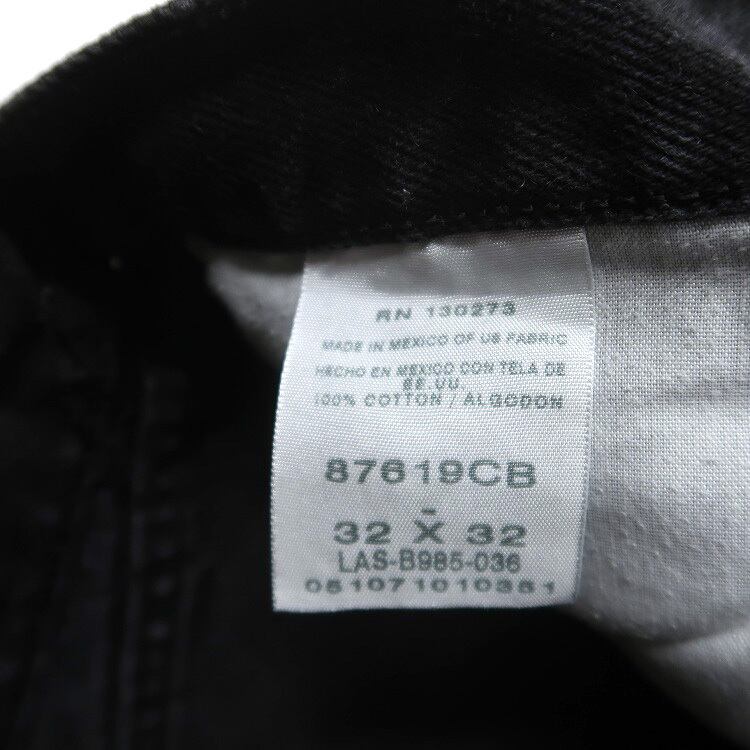 RN 130273
MADE IN MEXICO OF US FABRIC
HECHO EN MEXICO CON TELA DE
EE.UU.
100% COTTON / ALGODON
87619CB
-
32 X 32
LAS-B985-036
051071010351